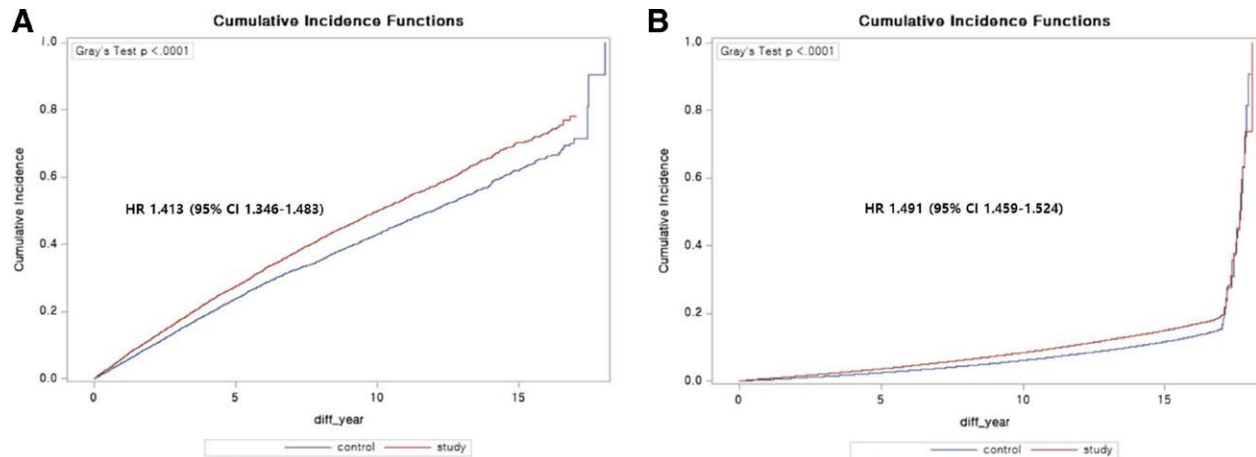 A
Cumulative Incidence Functions
Gray's Test p <.0001
1.0
0.8
0.6
0.4
0.2
0.0
Cumulative Incidence
HR 1.413 (95% CI 1.346-1.483)
0 5 10 15
diff_year
control study
B
Cumulative Incidence Functions
Gray's Test p <.0001
1.0
0.8
0.6
0.4
0.2
0.0
Cumulative Incidence
HR 1.491 (95% CI 1.459-1.524)
0 5 10 15
diff_year
control study